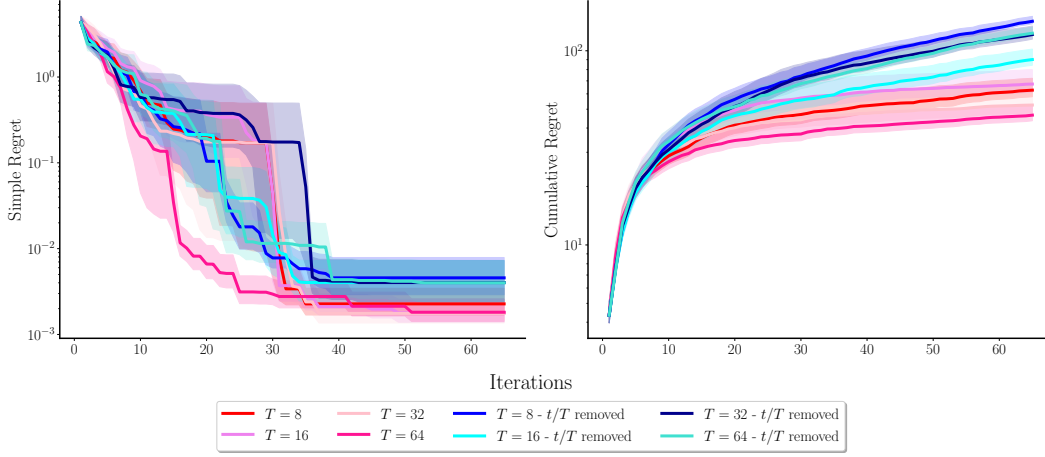 Simple Regret
10^0
10^{-1}
10^{-2}
10^{-3}
0 10 20 30 40 50 60
Cumulative Regret
10^2
10^1
0 10 20 30 40 50 60
Iterations
T = 8
T = 32
T = 8 - t/T removed
T = 32 - t/T removed
T = 16
T = 64
T = 16 - t/T removed
T = 64 - t/T removed